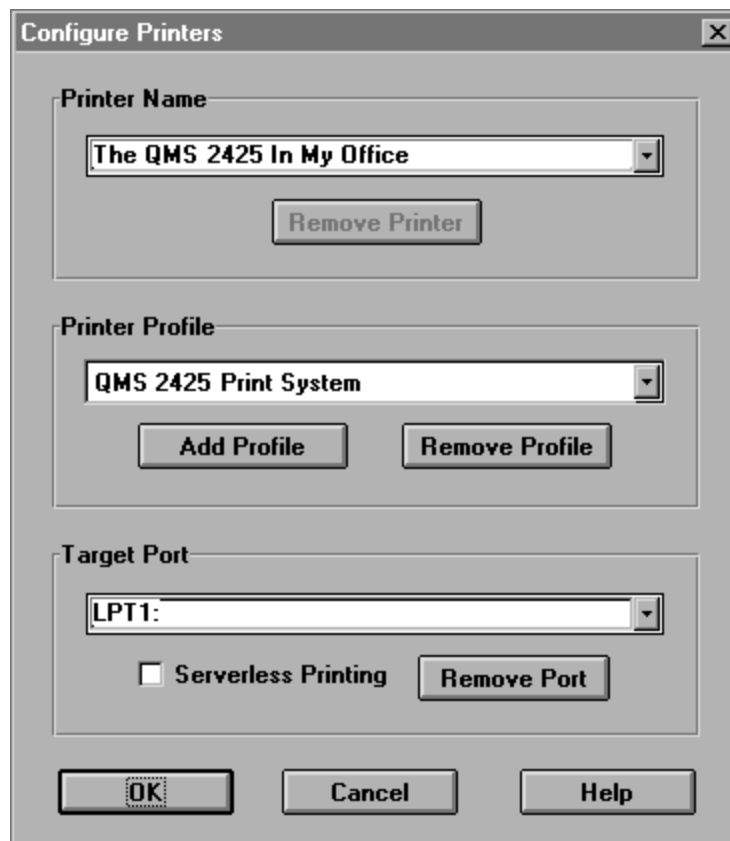 Configure Printers
Printer Name
The QMS 2425 In My Office
Remove Printer
Printer Profile
QMS 2425 Print System
Add Profile Remove Profile
Target Port
LPT1:
Serverless Printing Remove Port
OK Cancel Help